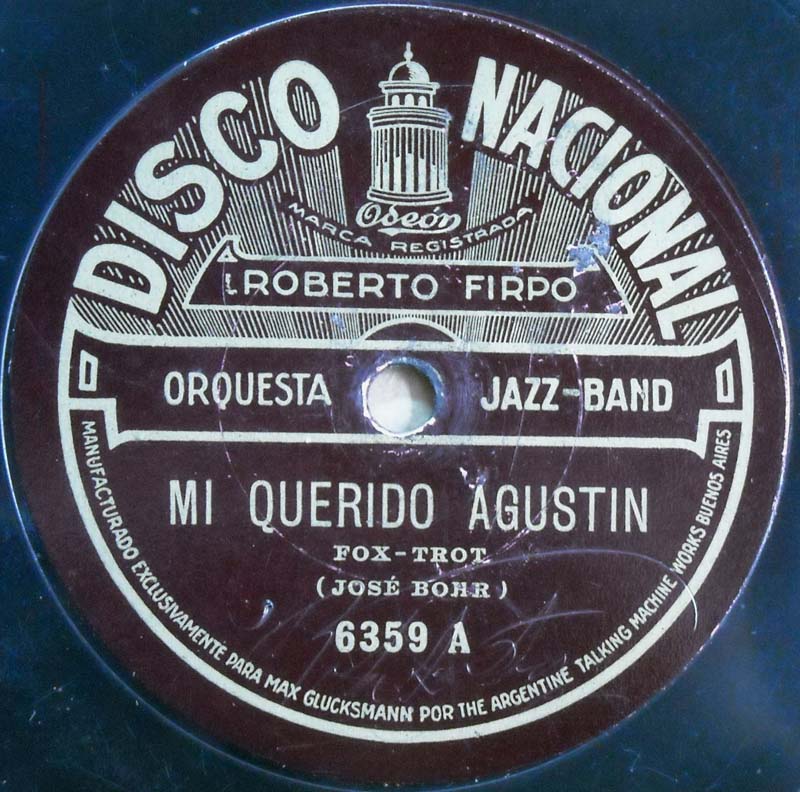 DISCO NACIONAL
Odeón
MARCA REGISTRADA
ROBERTO FIRPO
ORQUESTA JAZZ-BAND
MI QUERIDO AGUSTIN
FOX-TROT
(JOSÉ BOHR)
6359 A
MANUFACTURADO EXCLUSIVAMENTE PARA MAX GLUCKSMANN POR THE ARGENTINE TALKING MACHINE WORKS BUENOS AIRES